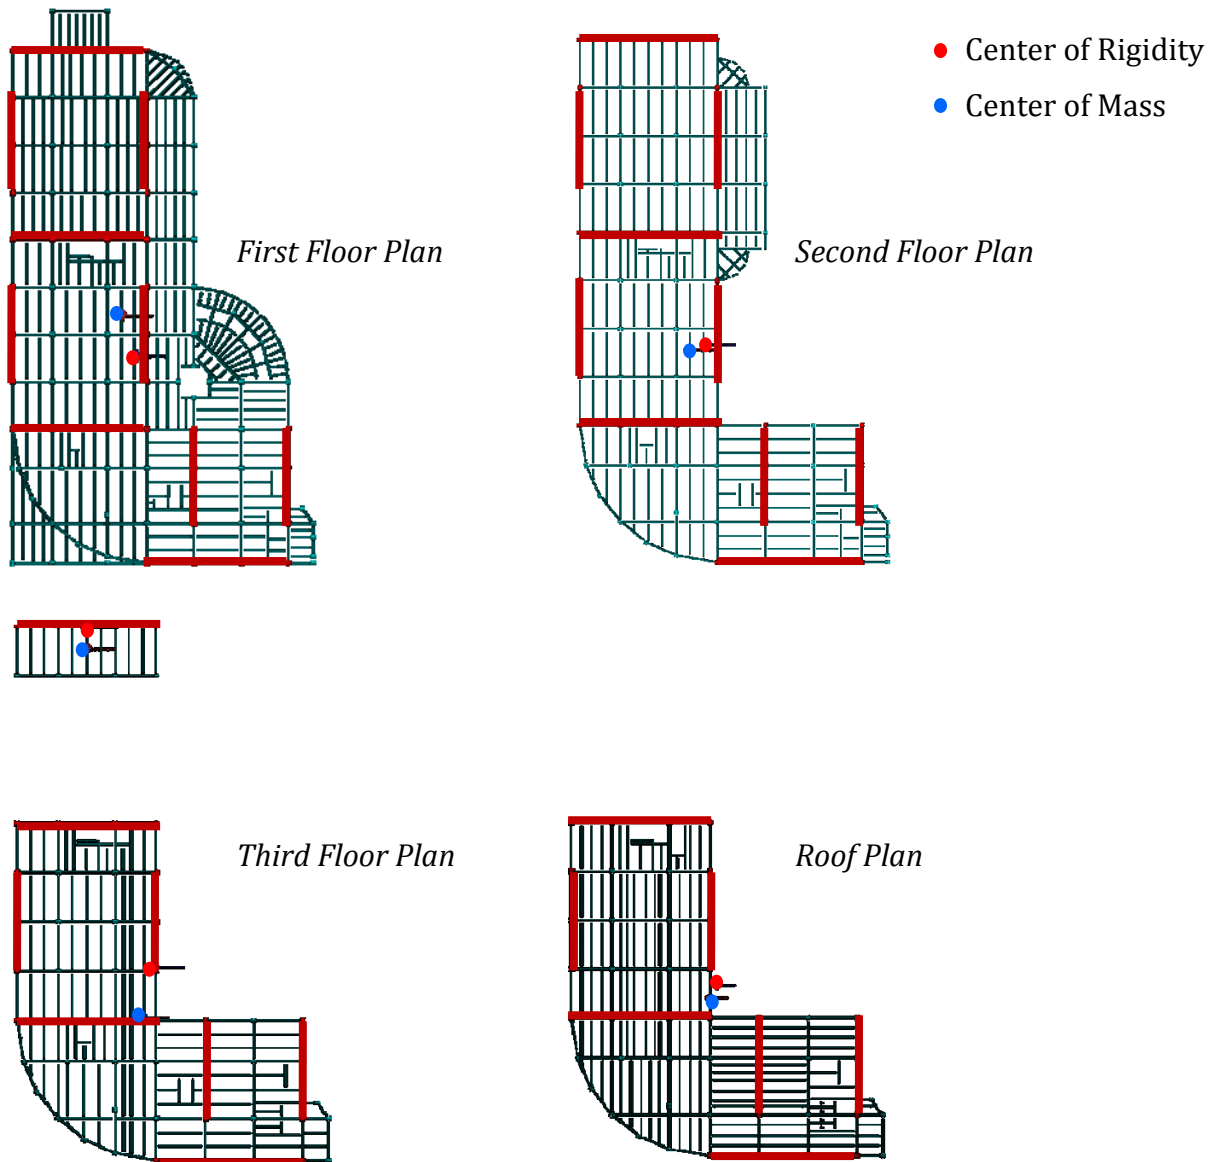 Center of Rigidity
Center of Mass
First Floor Plan
Second Floor Plan
Third Floor Plan
Roof Plan